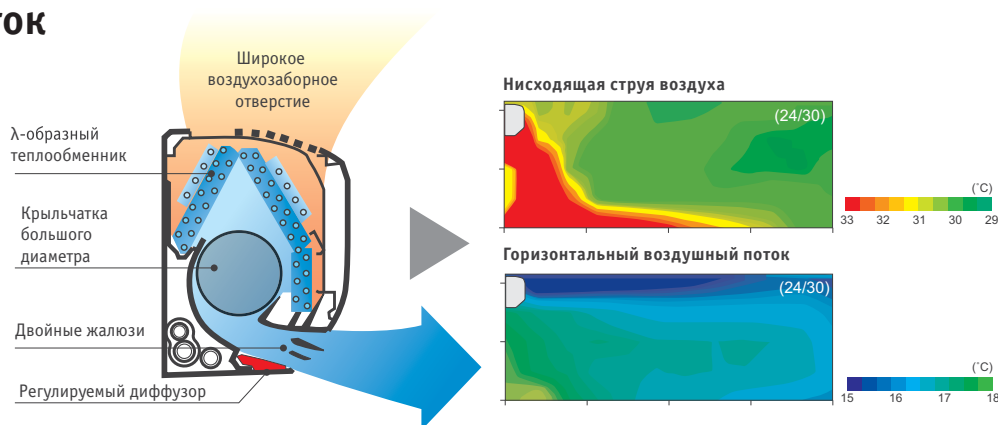 ток
Широкое
воздухозаборное
отверстие
λ-образный
теплообменник
Крыльчатка
большого
диаметра
Двойные жалюзи
Регулируемый диффузор
Нисходящая струя воздуха
(24/30)
(˚C)
33 32 31 30 29
Горизонтальный воздушный поток
(24/30)
(˚C)
15 16 17 18